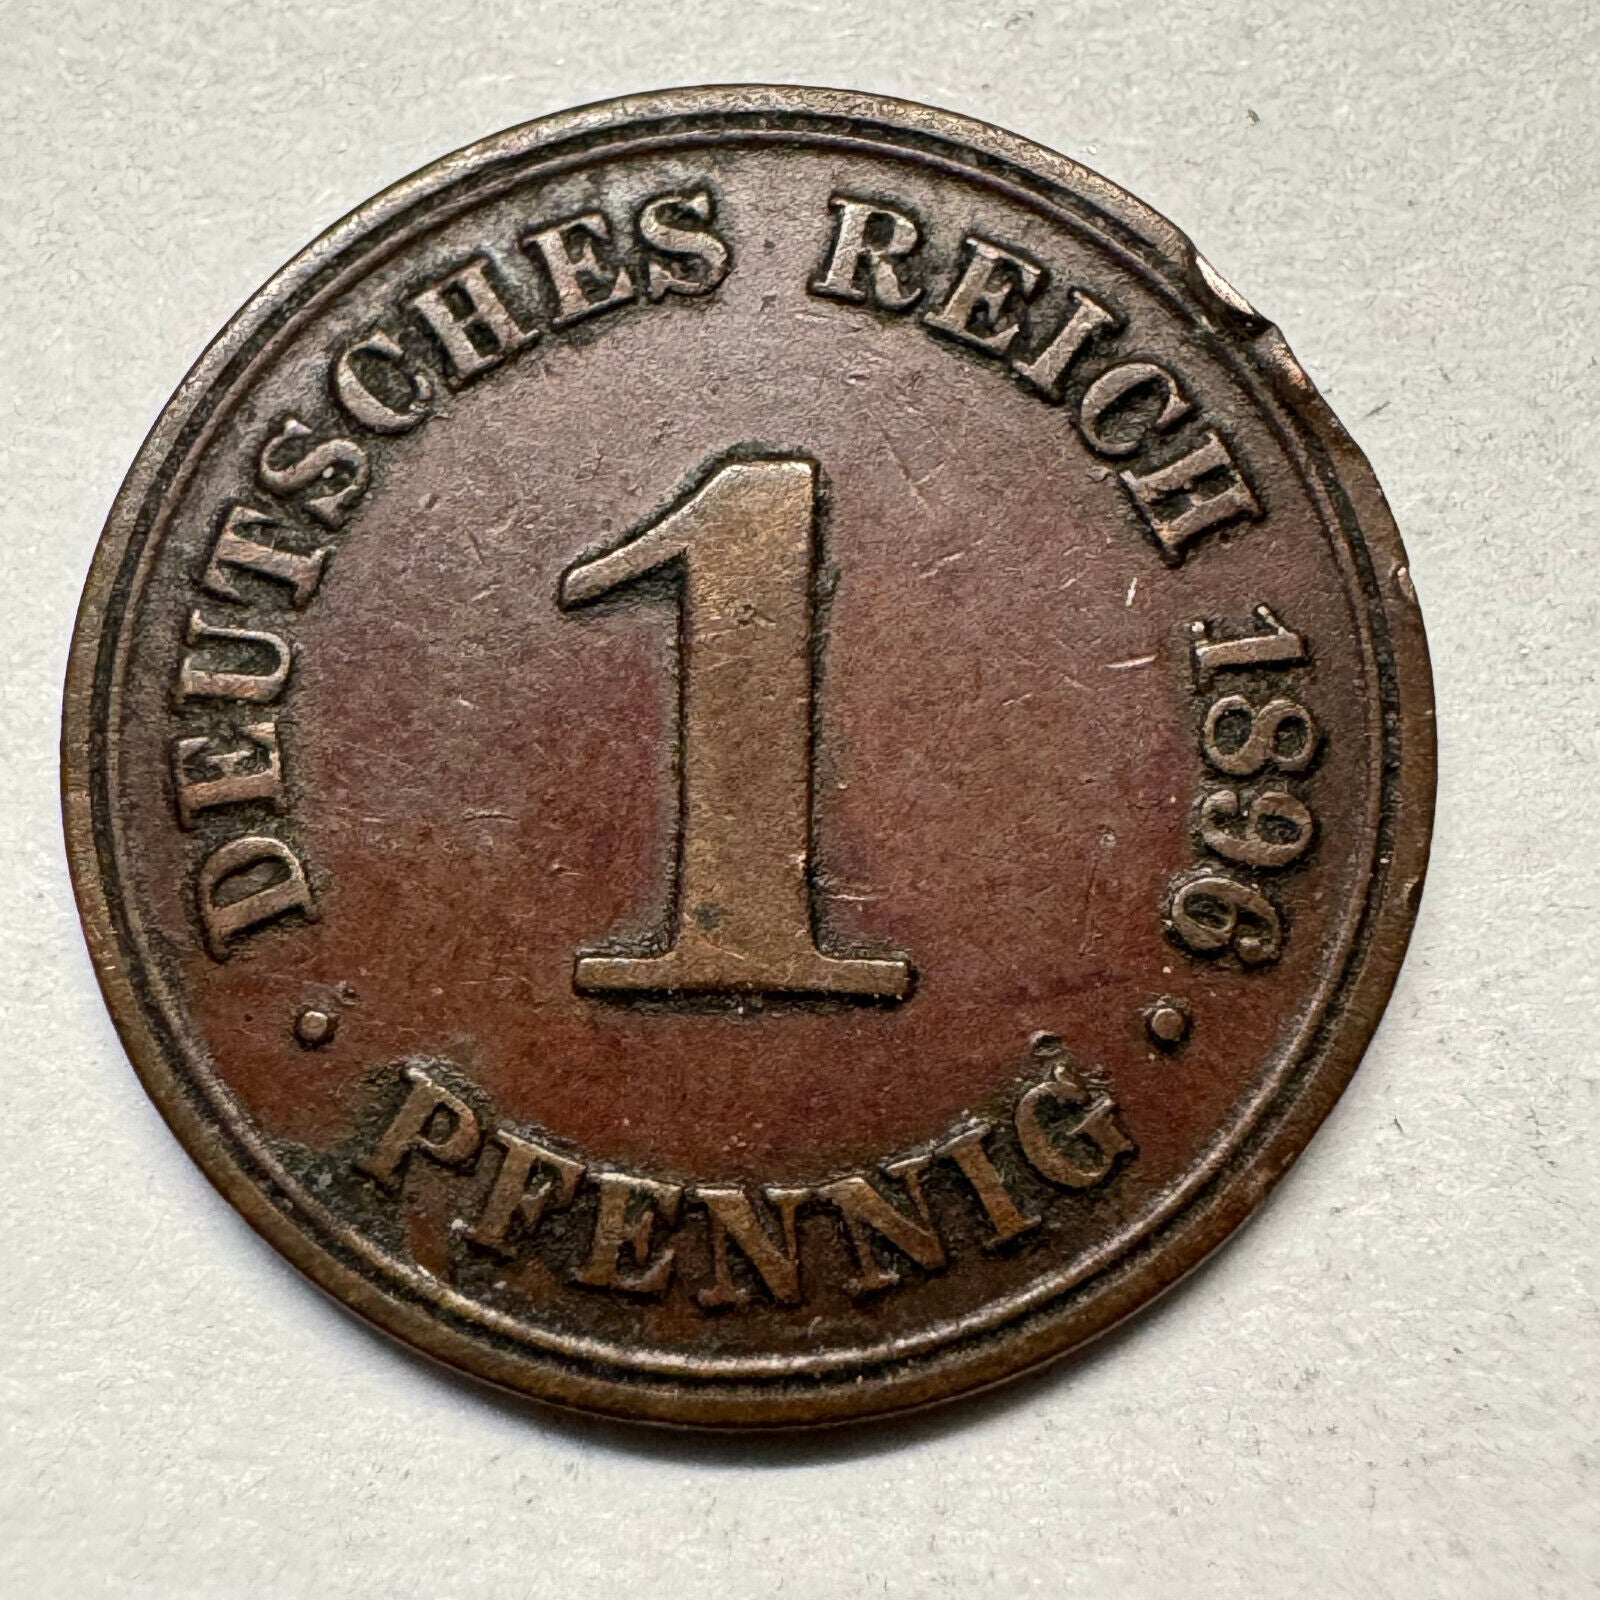 DEUTSCHES REICH 1896
1
• PFENNIG •